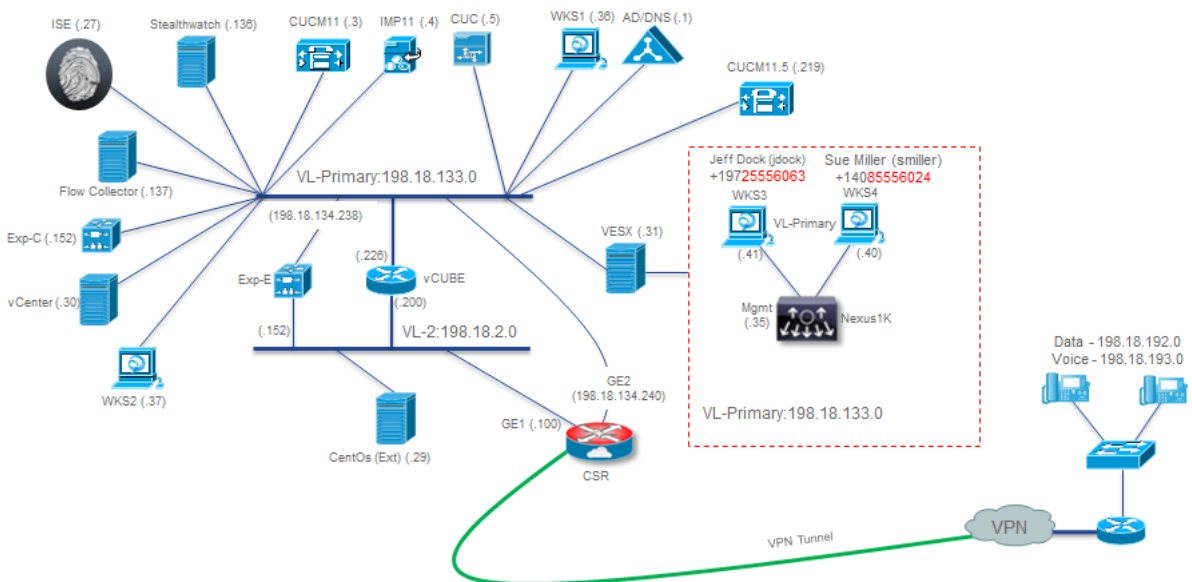 ISE (.27)
Stealthwatch (.136)
CUCM11 (.3)
IMP11 (.4)
CUC (.5)
WKS1 (.36)
AD/DNS (.1)
CUCM11.5 (.219)
Flow Collector (.137)
VL-Primary:198.18.133.0
Exp-C (.152)
vCenter (.30)
WKS2 (.37)
(198.18.134.238)
Exp-E
(.152)
(.226)
vCUBE
(.200)
VL-2:198.18.2.0
CentOs (Ext) (.29)
GE1 (.100)
GE2
(198.18.134.240)
CSR
VESX (.31)
Jeff Dock (jdock)
+19725556063
WKS3
Sue Miller (smiller)
+14085556024
WKS4
VL-Primary
(.41)
(.40)
Mgmt
(.35)
Nexus1K
VL-Primary:198.18.133.0
Data - 198.18.192.0
Voice - 198.18.193.0
VPN
VPN Tunnel